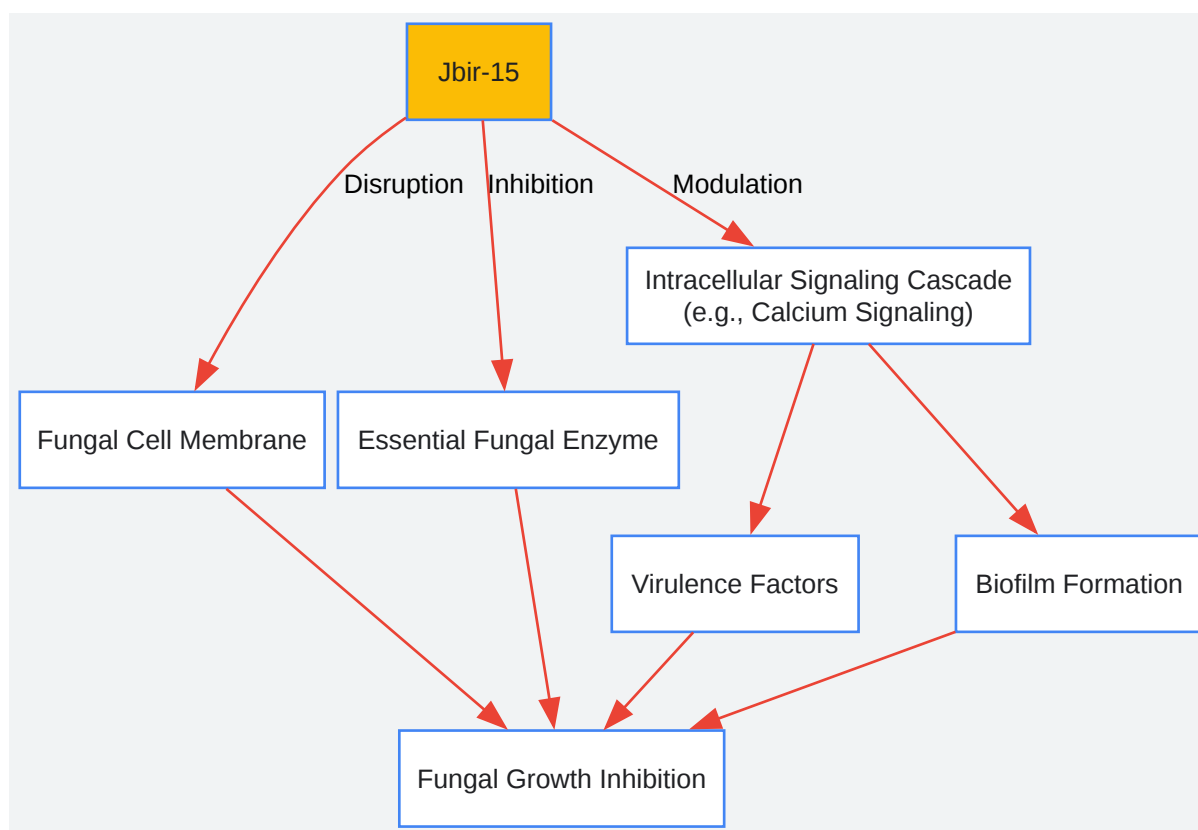 Jbir-15
Disruption
Inhibition
Modulation
Intracellular Signaling Cascade
(e.g., Calcium Signaling)
Fungal Cell Membrane
Essential Fungal Enzyme
Virulence Factors
Biofilm Formation
Fungal Growth Inhibition